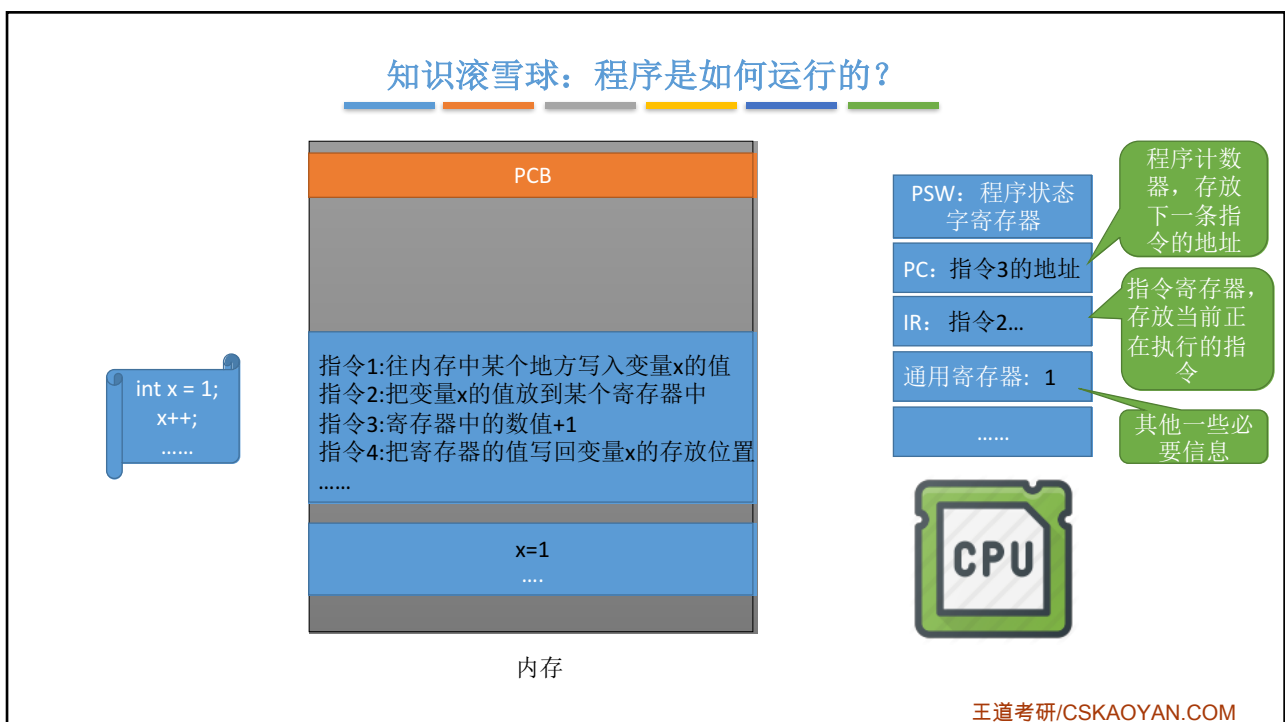 知识滚雪球：程序是如何运行的？
PCB
int x = 1;
x++;
……
指令1:往内存中某个地方写入变量x的值
指令2:把变量x的值放到某个寄存器中
指令3:寄存器中的数值+1
指令4:把寄存器的值写回变量x的存放位置
……
x=1
….
内存
PSW：程序状态
字寄存器
PC：指令3的地址
IR： 指令2…
通用寄存器: 1
……
程序计数
器，存放
下一条指
令的地址
指令寄存器，
存放当前正
在执行的指
令
其他一些必
要信息
CPU
王道考研/CSKAOYAN.COM